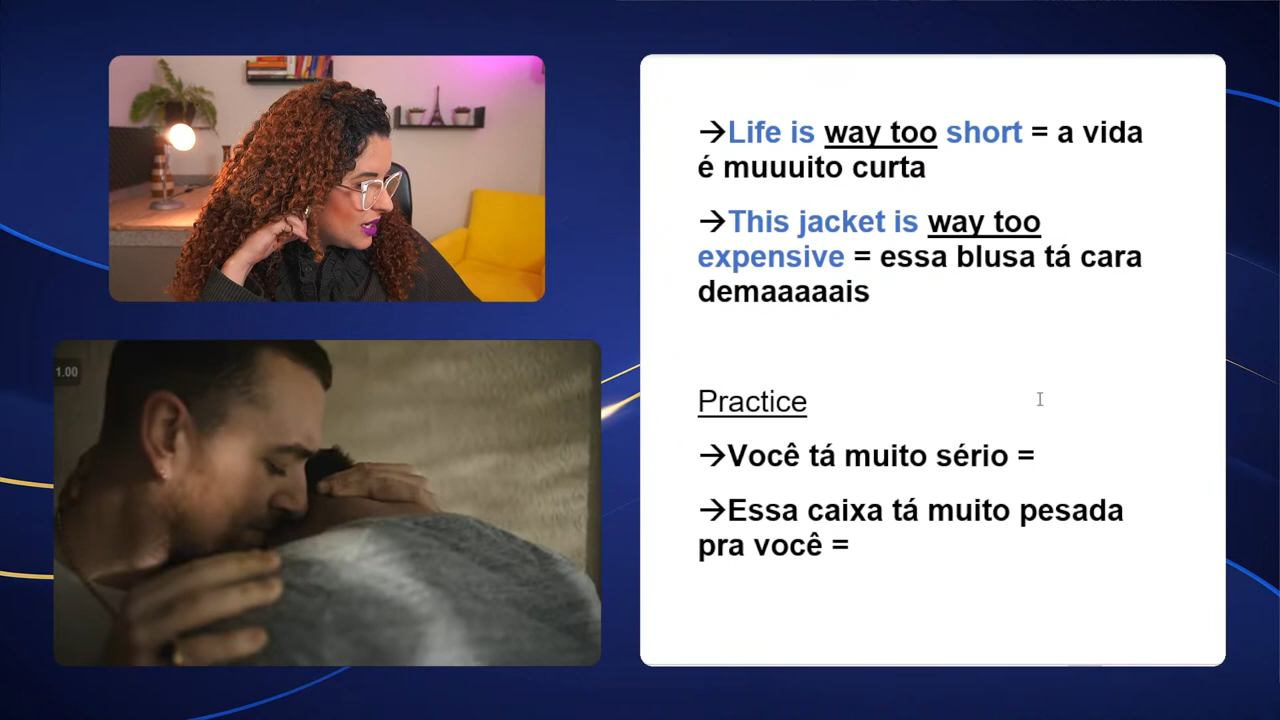 →Life is way too short = a vida
é muuuito curta
→This jacket is way too
expensive = essa blusa tá cara
demaaaaais
1.00
Practice
→Você tá muito sério =
→Essa caixa tá muito pesada
pra você =